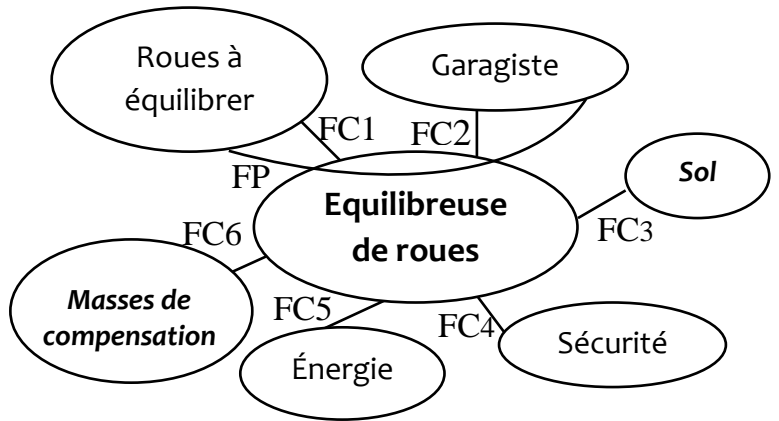 Roues à
équilibrer
Garagiste
FC1
FC2
FP
Sol
Equilibreuse
de roues
FC3
FC6
Masses de
compensation
FC5
FC4
Énergie
Sécurité